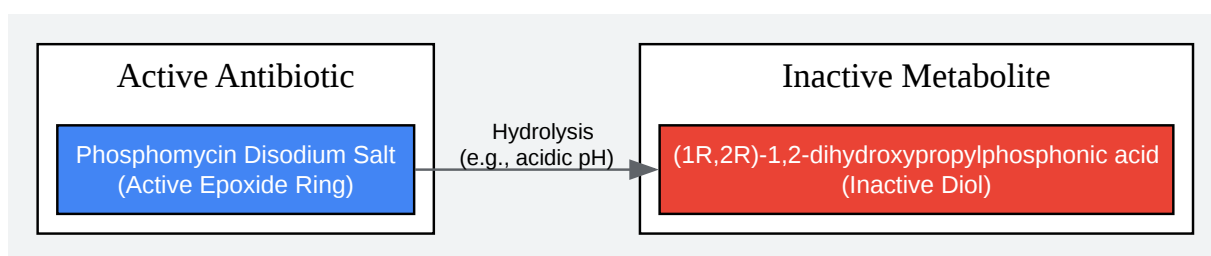 Active Antibiotic
Phosphomycin Disodium Salt
(Active Epoxide Ring)
Hydrolysis
(e.g., acidic pH)
Inactive Metabolite
(1R,2R)-1,2-dihydroxypropylphosphonic acid
(Inactive Diol)